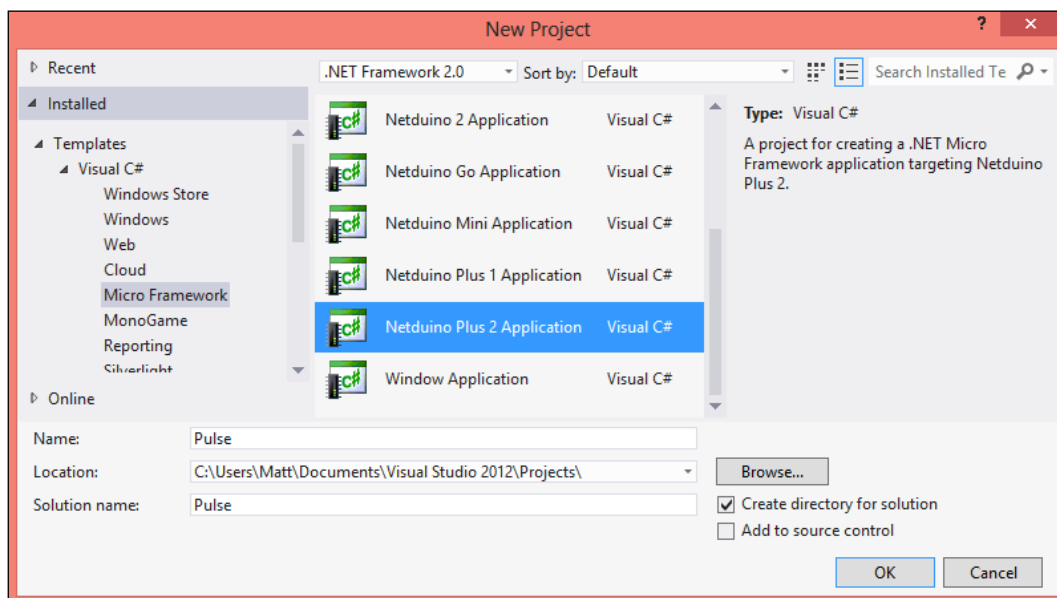 New Project
?
×
Recent
Installed
Templates
Visual C#
Windows Store
Windows
Web
Cloud
Micro Framework
MonoGame
Reporting
Silverlight
Online
.NET Framework 2.0
Sort by: Default
Search Installed Te
C# Netduino 2 Application Visual C#
C# Netduino Go Application Visual C#
C# Netduino Mini Application Visual C#
C# Netduino Plus 1 Application Visual C#
C# Netduino Plus 2 Application Visual C#
C# Window Application Visual C#
Type: Visual C#
A project for creating a .NET Micro
Framework application targeting Netduino
Plus 2.
Name: Pulse
Location: C:\Users\Matt\Documents\Visual Studio 2012\Projects\
Browse...
Solution name: Pulse
Create directory for solution
Add to source control
OK Cancel